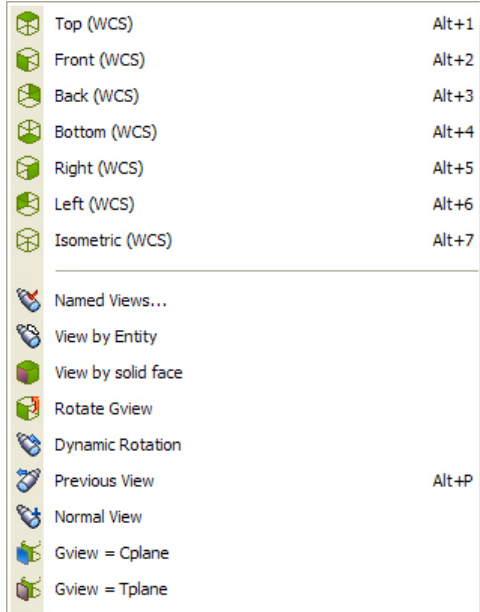 Top (WCS) Alt+1
Front (WCS) Alt+2
Back (WCS) Alt+3
Bottom (WCS) Alt+4
Right (WCS) Alt+5
Left (WCS) Alt+6
Isometric (WCS) Alt+7
Named Views...
View by Entity
View by solid face
Rotate Gview
Dynamic Rotation
Previous View Alt+P
Normal View
Gview = Cplane
Gview = Tplane